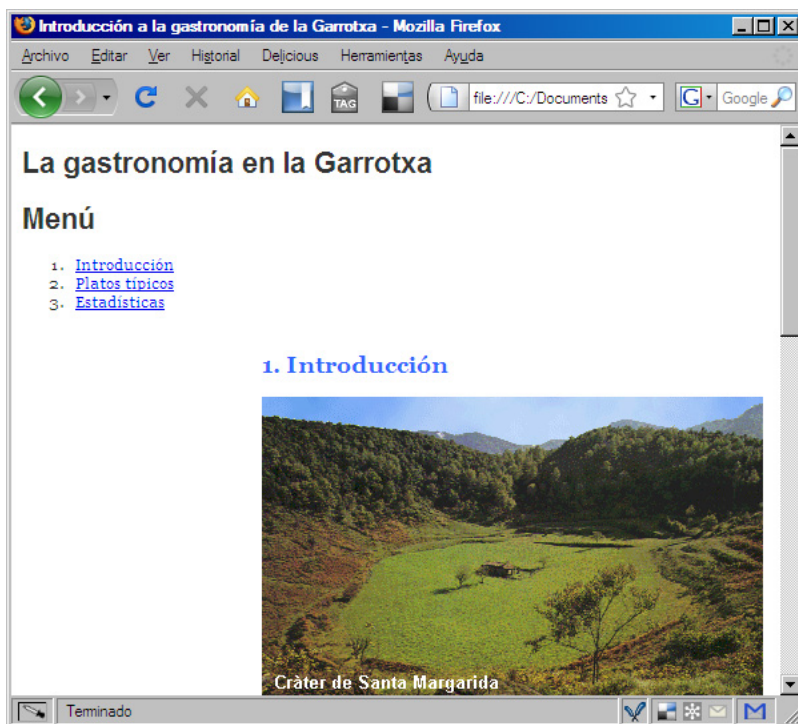 Introducción a la gastronomía de la Garrotxa - Mozilla Firefox
Archivo Editar Ver Historial Delicious Herramientas Ayuda
TAG file:///C:/Documents G Google
La gastronomía en la Garrotxa
Menú
1. Introducción
2. Platos típicos
3. Estadísticas
1. Introducción
Cràter de Santa Margarida
Terminado